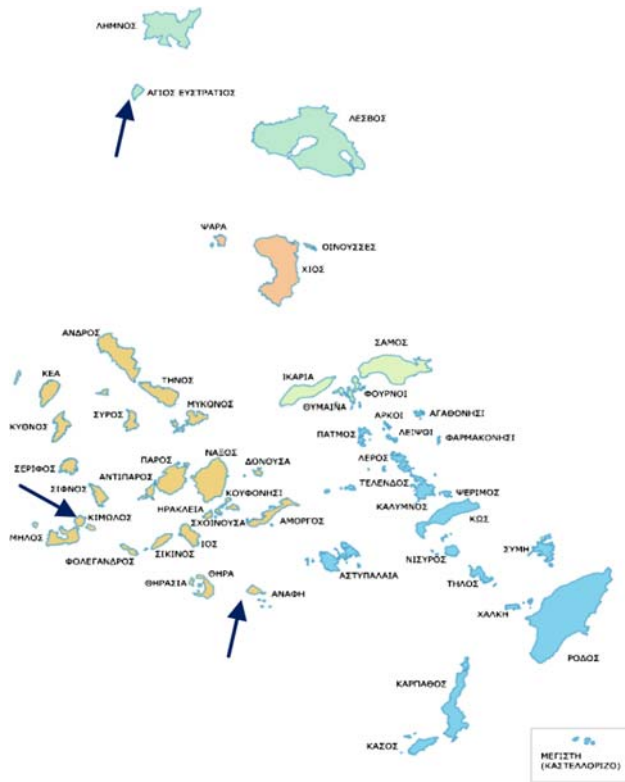 ΛΗΜΝΟΣ
ΑΓΙΟΣ ΕΥΣΤΡΑΤΙΟΣ
ΛΕΣΒΟΣ
ΨΑΡΑ
ΟΙΝΟΥΣΣΕΣ
ΧΙΟΣ
ΑΝΔΡΟΣ
ΣΑΜΟΣ
ΚΕΑ
ΤΗΝΟΣ
ΙΚΑΡΙΑ
ΦΟΥΡΝΟΙ
ΜΥΚΟΝΟΣ
ΘΥΜΑΙΝΑ
ΣΥΡΟΣ
ΑΡΚΟΙ
ΑΓΑΘΟΝΗΣΙ
ΚΥΘΝΟΣ
ΠΑΤΜΟΣ
ΛΕΙΨΟΙ
ΦΑΡΜΑΚΟΝΗΣΙ
ΝΑΞΟΣ
ΛΕΡΟΣ
ΠΑΡΟΣ
ΔΟΝΟΥΣΑ
ΣΕΡΙΦΟΣ
ΑΝΤΙΠΑΡΟΣ
ΤΕΛΕΝΔΟΣ
ΣΙΦΝΟΣ
ΚΟΥΦΟΝΗΣΙ
ΨΕΡΙΜΟΣ
ΗΡΑΚΛΕΙΑ
ΚΑΛΥΜΝΟΣ
ΚΙΜΩΛΟΣ
ΣΧΟΙΝΟΥΣΑ
ΑΜΟΡΓΟΣ
ΚΩΣ
ΜΗΛΟΣ
ΙΟΣ
ΣΙΚΙΝΟΣ
ΣΥΜΗ
ΦΟΛΕΓΑΝΔΡΟΣ
ΝΙΣΥΡΟΣ
ΑΣΤΥΠΑΛΑΙΑ
ΘΗΡΑ
ΘΗΡΑΣΙΑ
ΤΗΛΟΣ
ΑΝΑΦΗ
ΧΑΛΚΗ
ΡΟΔΟΣ
ΚΑΡΠΑΘΟΣ
ΚΑΣΟΣ
ΜΕΓΙΣΤΗ
(ΚΑΣΤΕΛΛΟΡΙΖΟ)